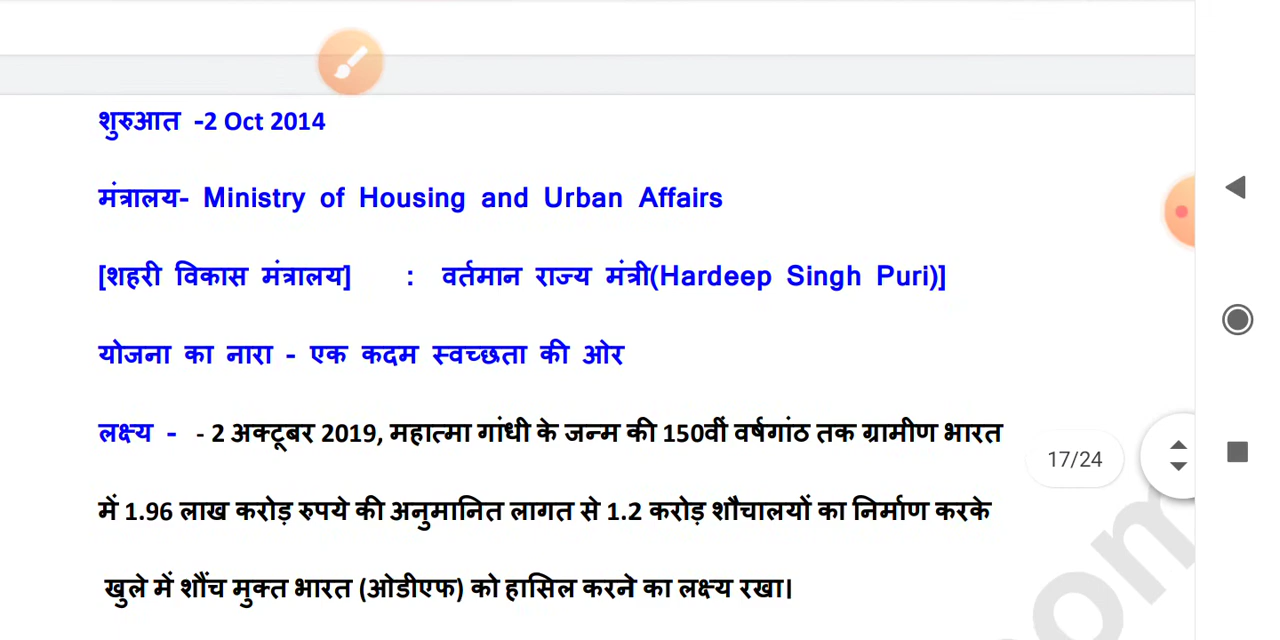 शुरुआत -2 Oct 2014
मंत्रालय- Ministry of Housing and Urban Affairs
[शहरी विकास मंत्रालय] : वर्तमान राज्य मंत्री(Hardeep Singh Puri)]
योजना का नारा - एक कदम स्वच्छता की ओर
लक्ष्य - - 2 अक्टूबर 2019, महात्मा गांधी के जन्म की 150वीं वर्षगांठ तक ग्रामीण भारत
17/24
में 1.96 लाख करोड़ रुपये की अनुमानित लागत से 1.2 करोड़ शौचालयों का निर्माण करके
खुले में शौंच मुक्त भारत (ओडीएफ) को हासिल करने का लक्ष्य रखा।
om